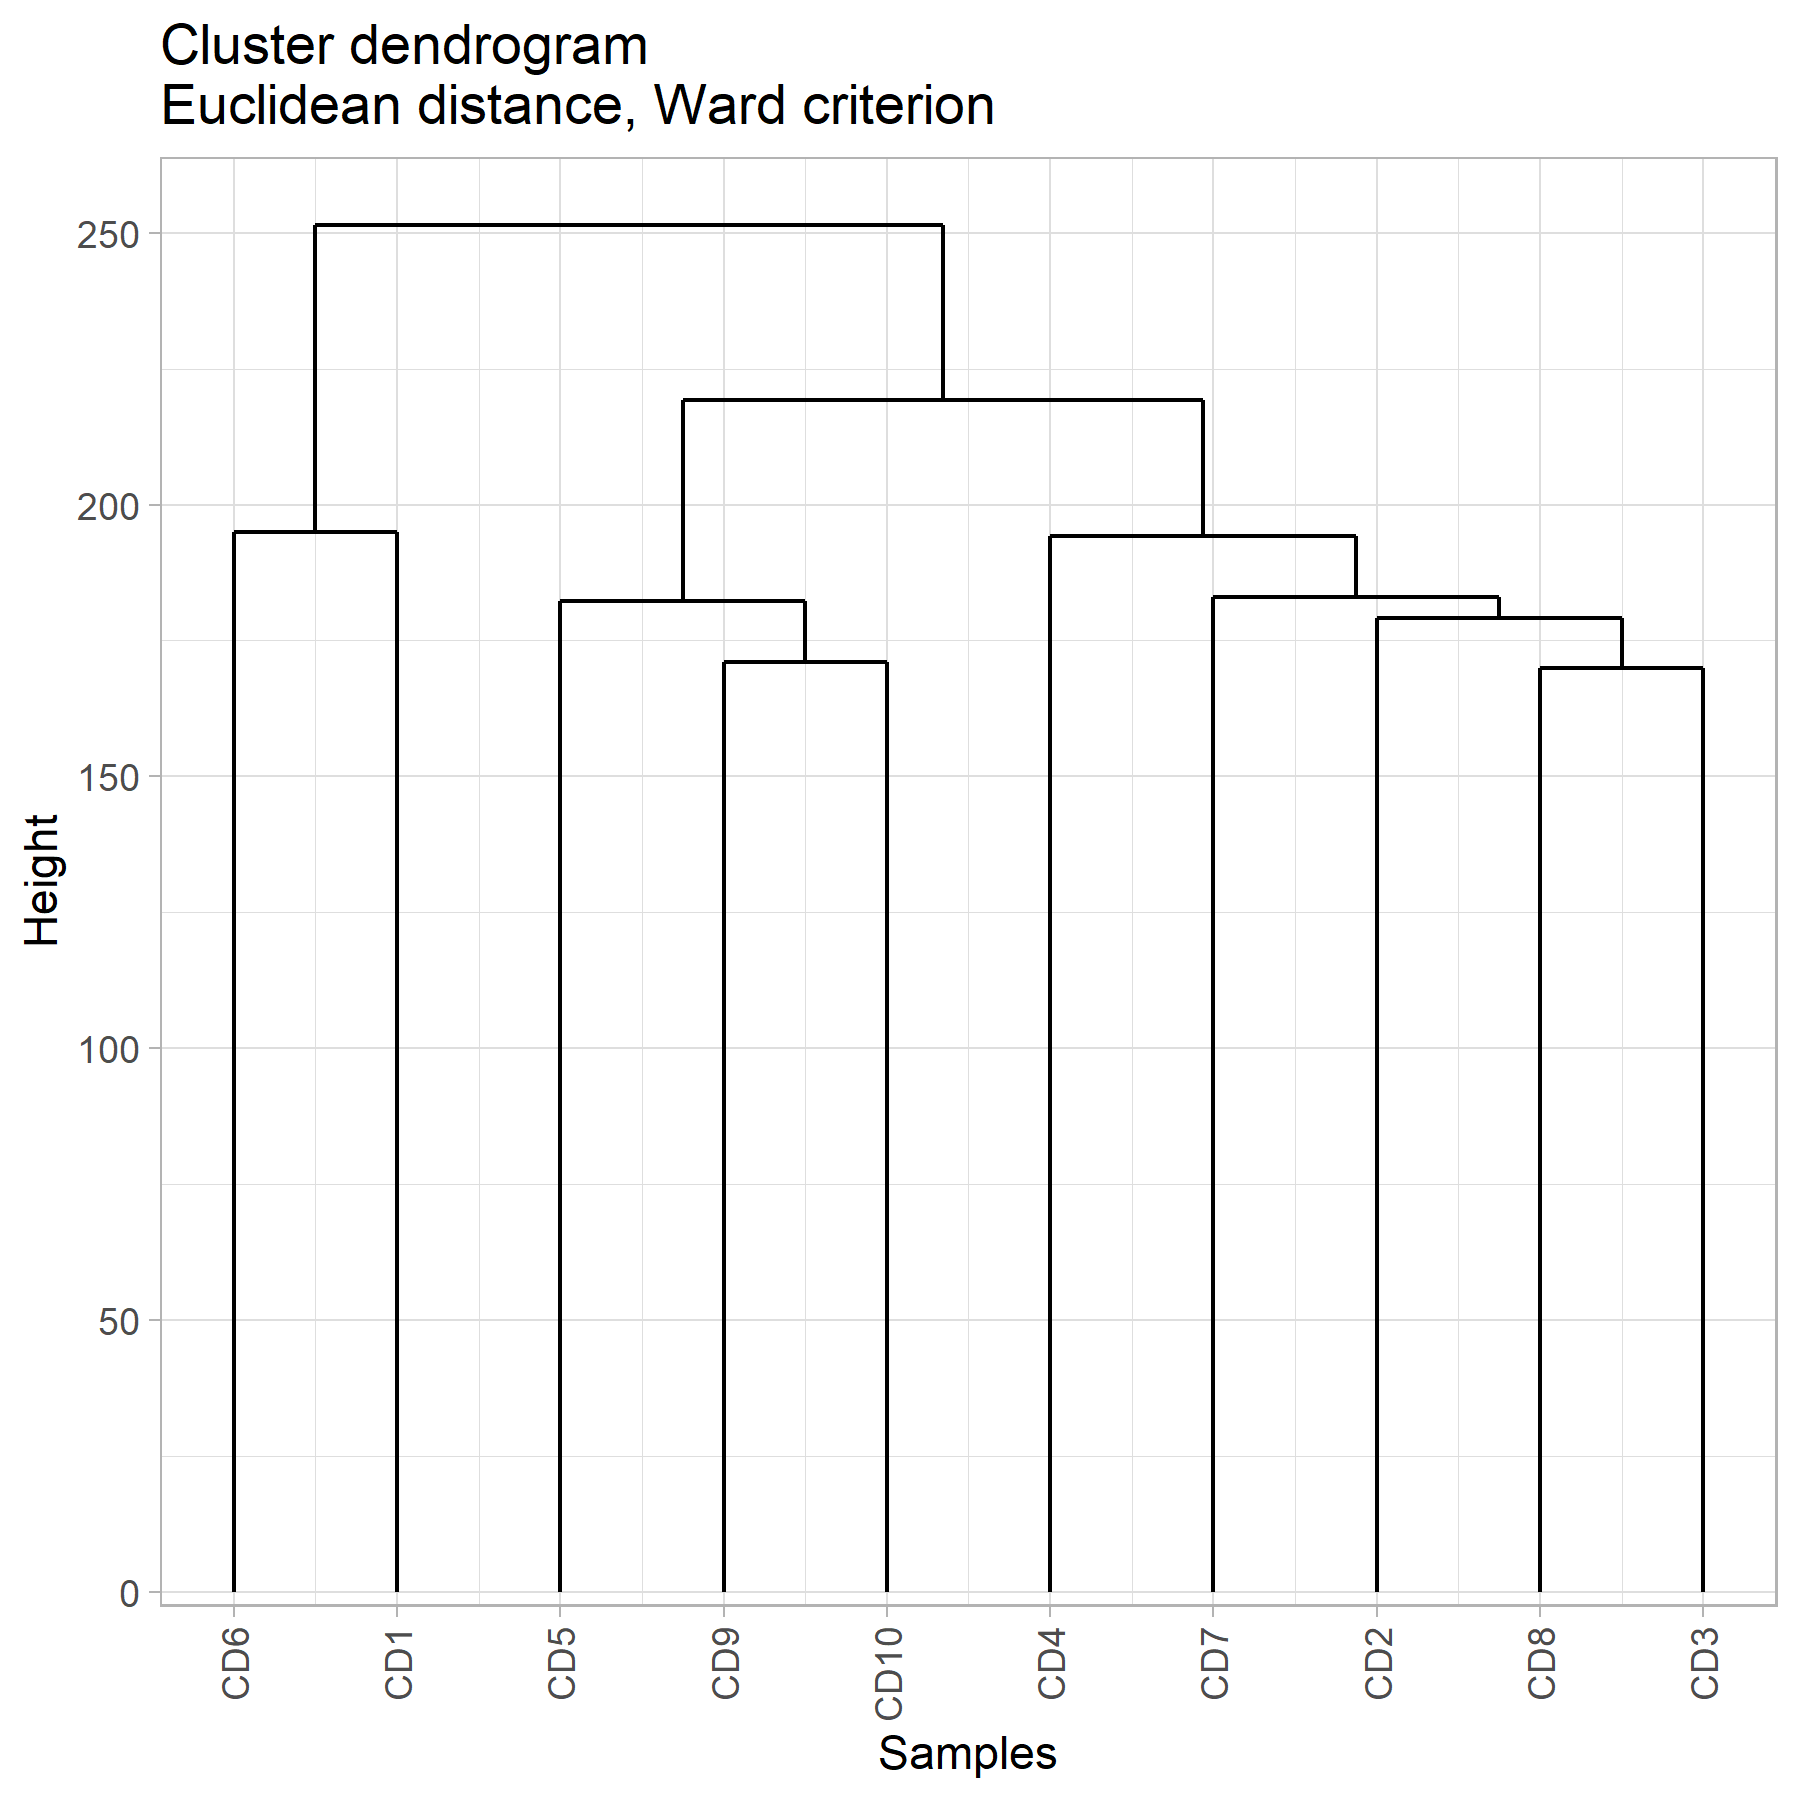 Cluster dendrogram
Euclidean distance, Ward criterion
250
200
150
100
50
0
Height
CD6
CD1
CD5
CD9
CD10
CD4
CD7
CD2
CD8
CD3
Samples